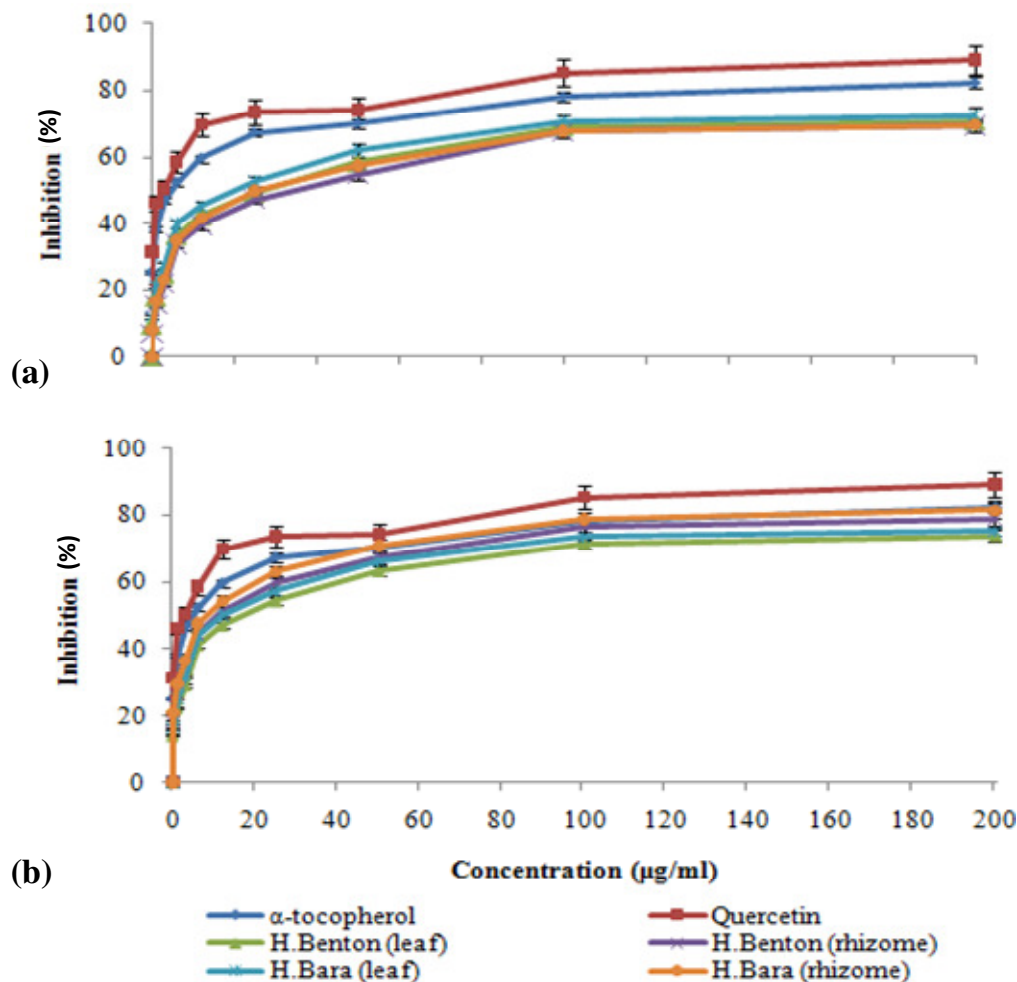 100
80
60
40
20
0
Inhibition (%)
(a)
100
80
60
40
20
0
Inhibition (%)
0 20 40 60 80 100 120 140 160 180 200
(b)
Concentration (µg/ml)
α-tocopherol Quercetin
H.Benton (leaf) H.Benton (rhizome)
H.Bara (leaf) H.Bara (rhizome)